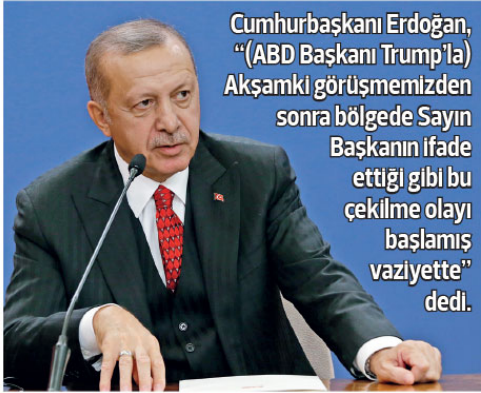 Cumhurbaşkanı Erdoğan,
“(ABD Başkanı Trump’la)
Akşamki görüşmemizden
sonra bölgede Sayın
Başkanın ifade
ettiği gibi bu
çekilme olayı
başlamış
vaziyette”
dedi.